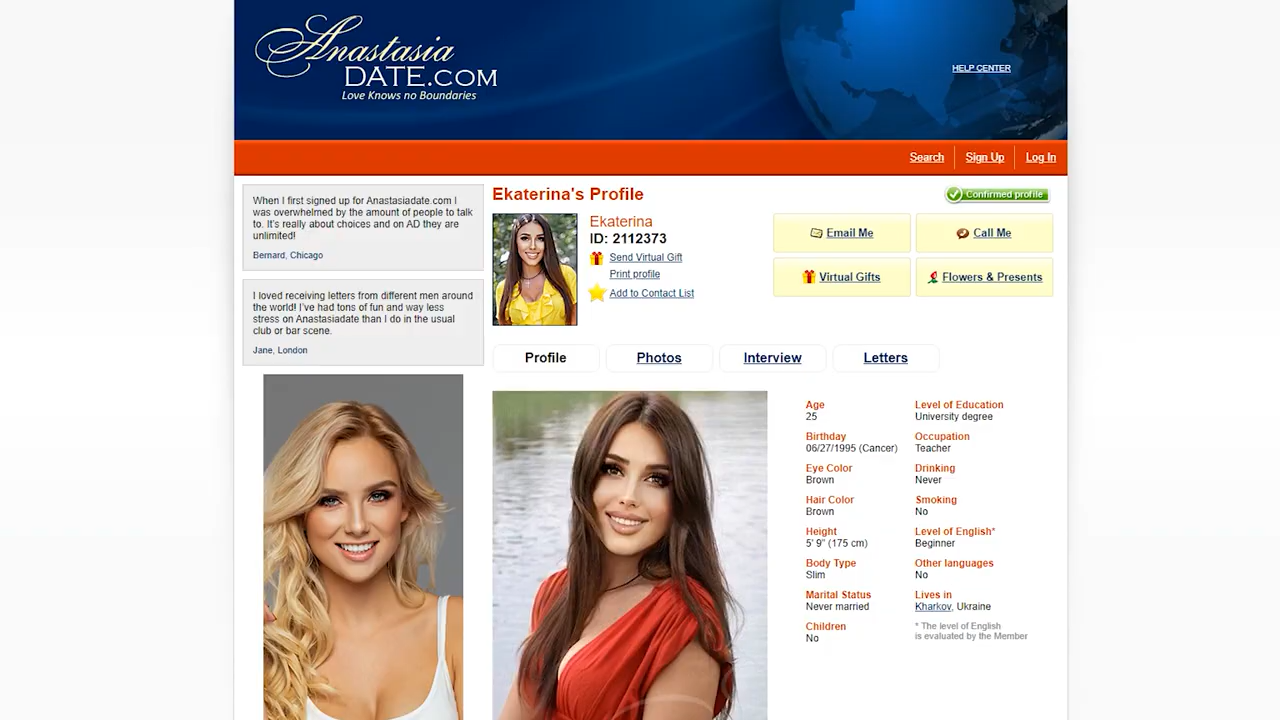 Anastasia
DATE.COM
Love Knows no Boundaries
HELP CENTER
Search
Sign Up
Log In
When I first signed up for Anastasiadate.com I
was overwhelmed by the amount of people to talk
to. It's really about choices and on AD they are
unlimited!
Bernard, Chicago
I loved receiving letters from different men around
the world! I've had tons of fun and way less
stress on Anastasiadate than I do in the usual
club or bar scene.
Jane, London
Ekaterina's Profile
Confirmed profile
Ekaterina
ID: 2112373
Send Virtual Gift
Print profile
Add to Contact List
Email Me
Call Me
Virtual Gifts
Flowers & Presents
Profile
Photos
Interview
Letters
Age
25
Birthday
06/27/1995 (Cancer)
Eye Color
Brown
Hair Color
Brown
Height
5' 9" (175 cm)
Body Type
Slim
Marital Status
Never married
Children
No
Level of Education
University degree
Occupation
Teacher
Drinking
Never
Smoking
No
Level of English*
Beginner
Other languages
No
Lives in
Kharkov, Ukraine
* The level of English
is evaluated by the Member